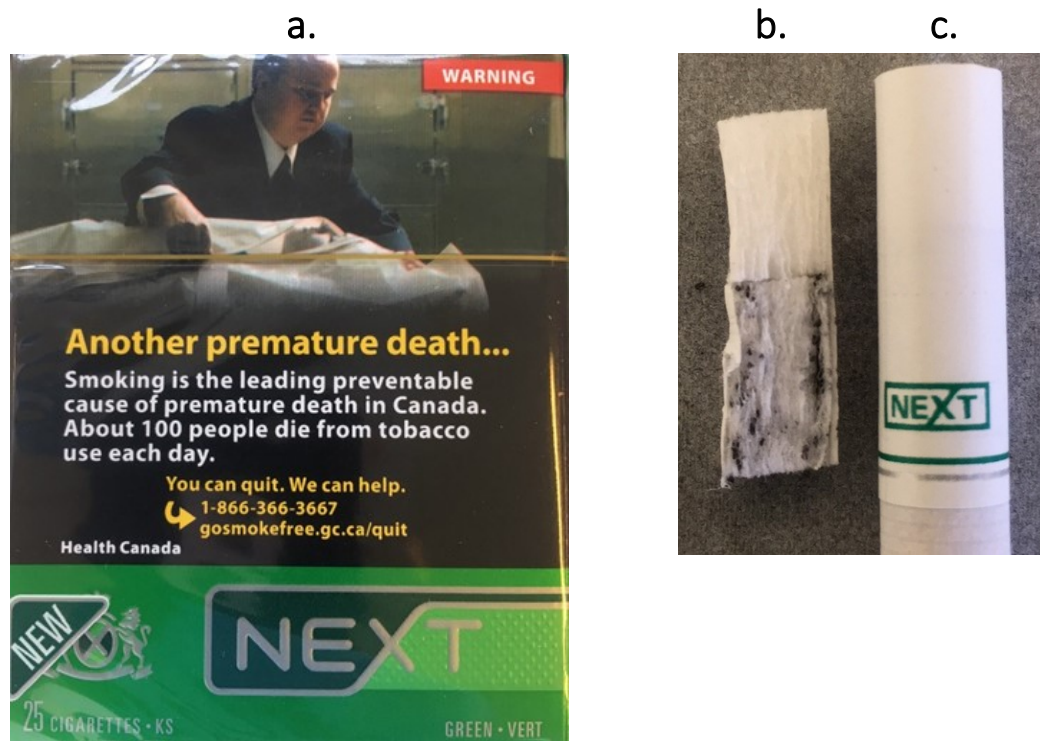 a.
b.
c.
WARNING
Another premature death...
Smoking is the leading preventable
cause of premature death in Canada.
About 100 people die from tobacco
use each day.
You can quit. We can help.
1-866-366-3667
gosmokefree.gc.ca/quit
Health Canada
NEW
NEXT
25 CIGARETTES • KS
GREEN • VERT
NEXT